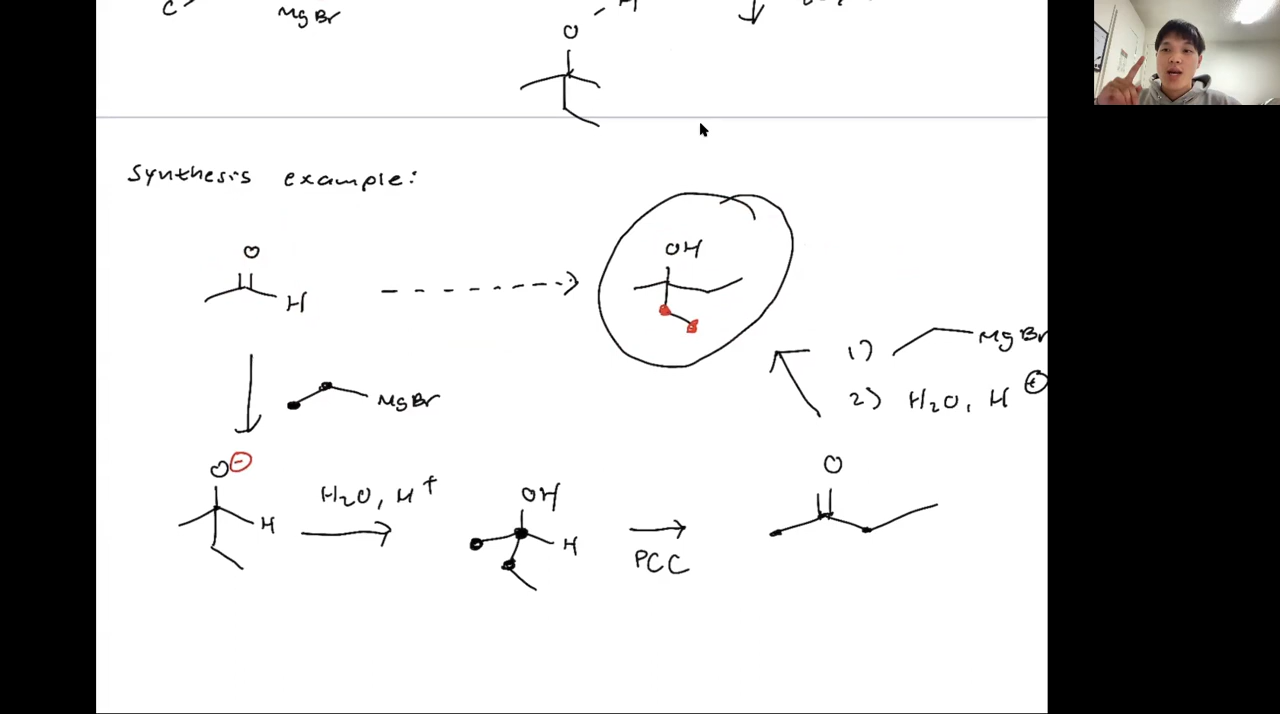 C
MgBr
O
H
Synthesis example:
O
H
OH
MgBr
1) MgBr
2) H₂O, H ⊕
O ⊖
H
H₂O, H⁺
OH
H
PCC
O